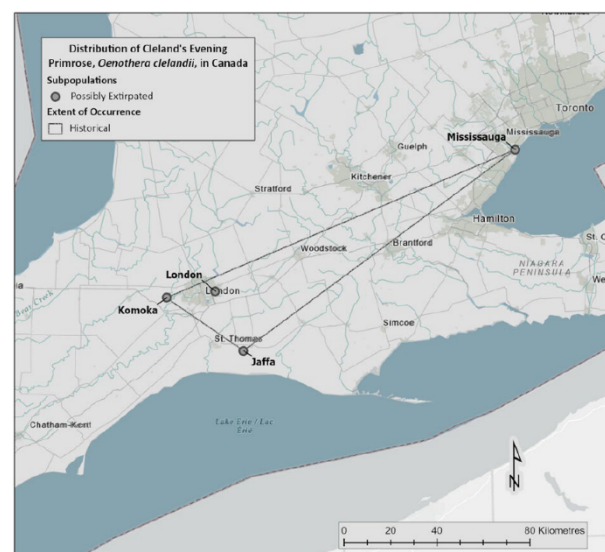 Distribution of Cleland's Evening
Primrose, Oenothera clelandii, in Canada
Subpopulations
Possibly Extirpated
Extent of Occurrence
Historical
Toronto
Mississauga
Mississauga
Guelph
Kitchener
Stratford
Hamilton
Woodstock
Brantford
NIAGARA
PENINSULA
London
London
Komoka
Simcoe
St. Thomas
Jaffa
Lake Erie / Lac
Erie
Chatham-Kent
N
0 20 40 80 Kilometres